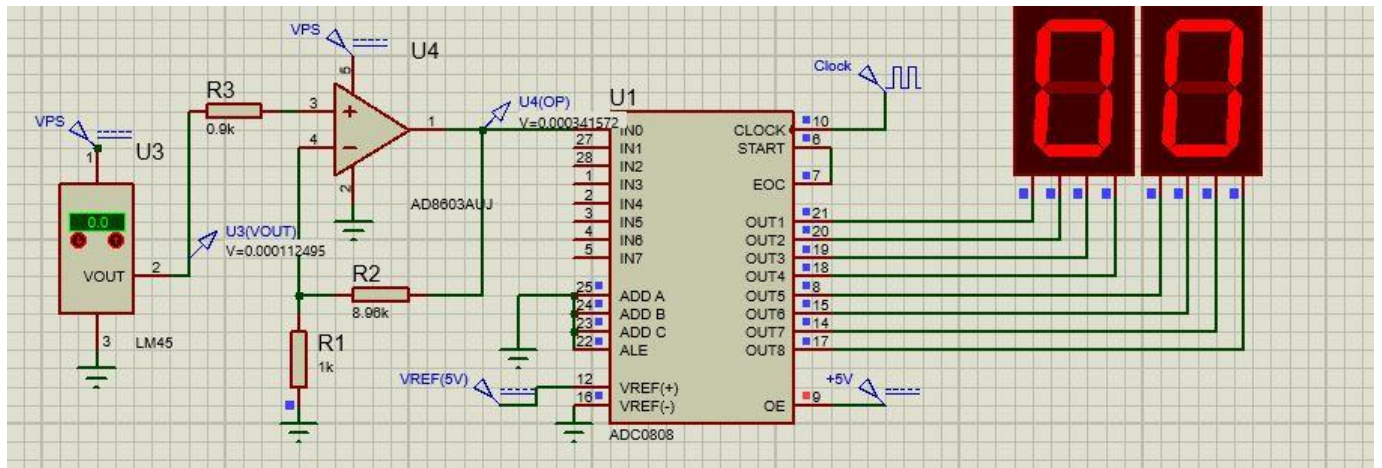 VPS
U4
5
R3
0.9k
3
+
4
−
1
2
AD8603AUJ
U4(OP)
V=0.000341572
VPS
1
U3
0.0
VOUT
2
3
LM45
U3(VOUT)
V=0.000112495
R2
8.96k
R1
1k
U1
IN0
27
IN1
28
IN2
1
IN3
2
IN4
3
IN5
4
IN6
5
IN7
25
ADD A
24
ADD B
23
ADD C
22
ALE
VREF(5V)
12
VREF(+)
16
VREF(-)
ADC0808
CLOCK
10
START
6
EOC
7
OUT1
21
OUT2
20
OUT3
19
OUT4
18
OUT5
8
OUT6
15
OUT7
14
OUT8
17
OE
9
Clock
+5V
00